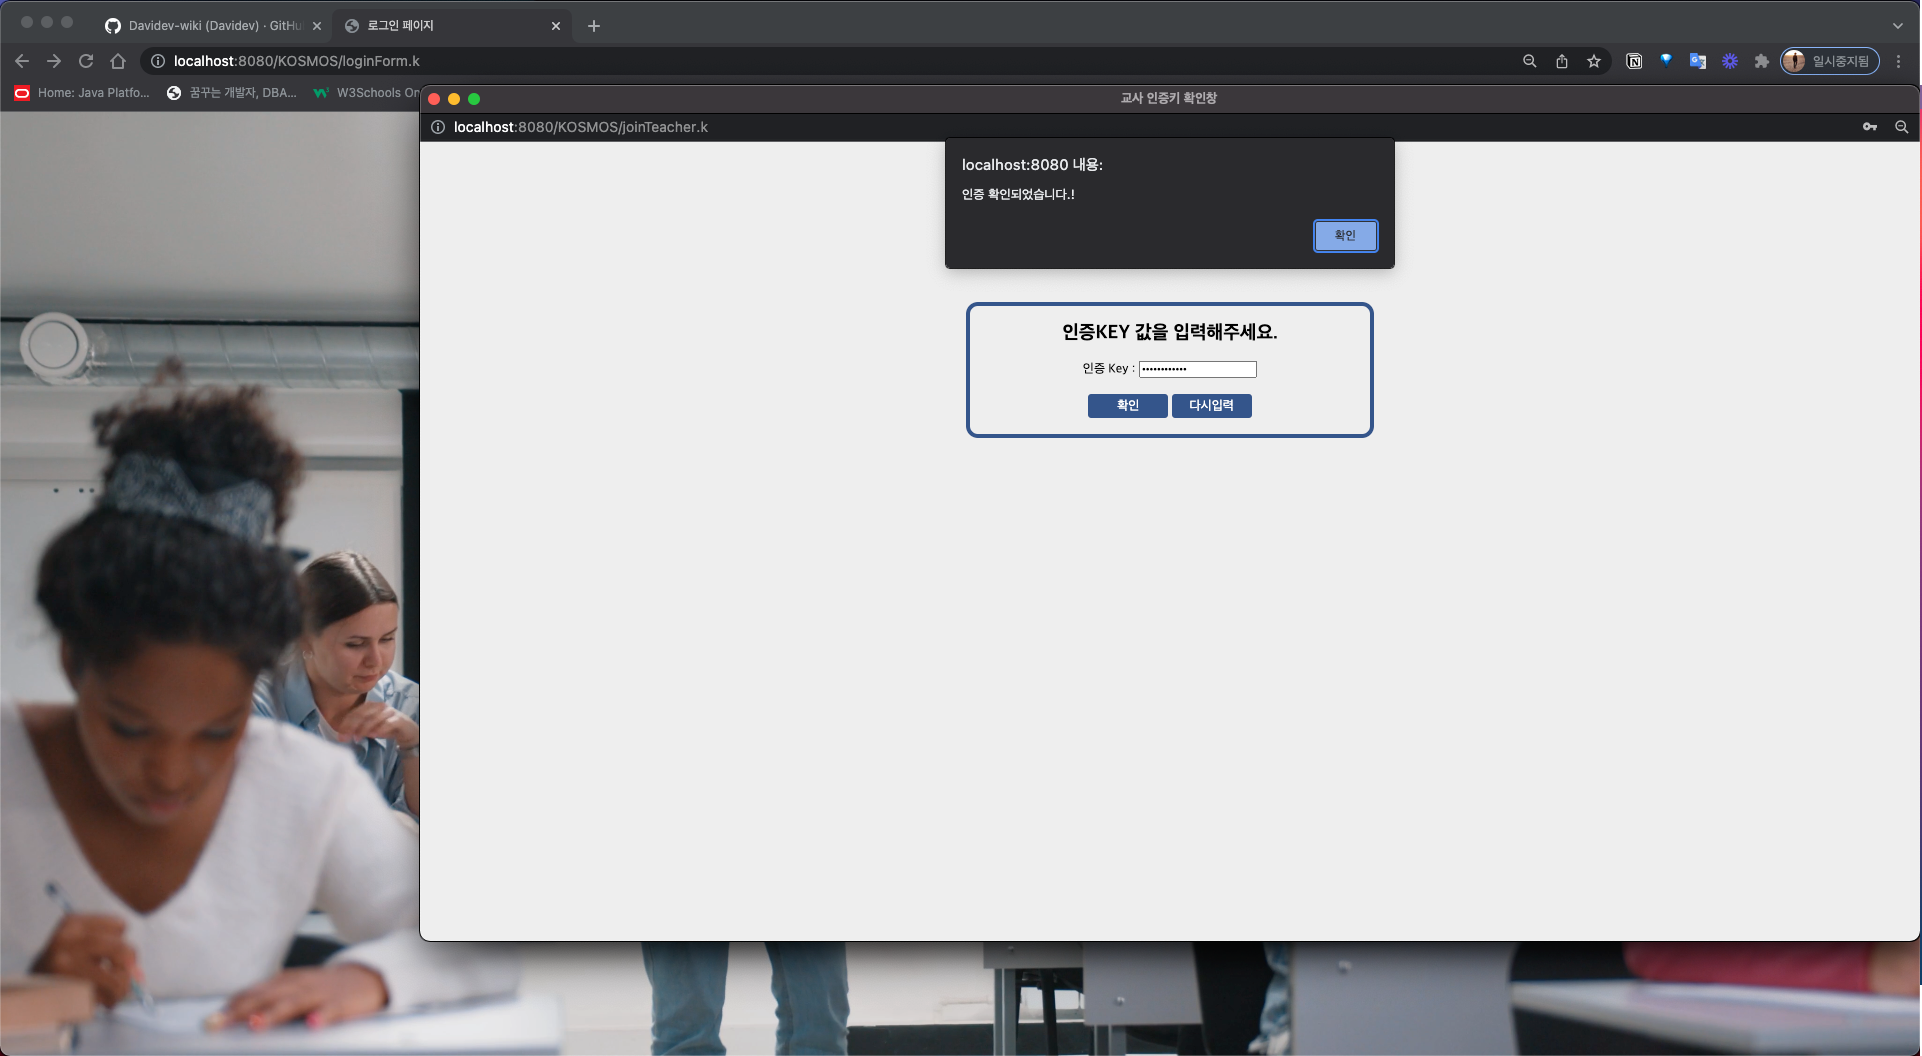 Davidev-wiki (Davidev) · GitHu
로그인 페이지
localhost:8080/KOSMOS/loginForm.k
일시중지됨
Home: Java Platfo...
꿈꾸는 개발자, DBA...
W3Schools On
교사 인증키 확인창
localhost:8080/KOSMOS/joinTeacher.k
localhost:8080 내용:
인증 확인되었습니다.!
확인
인증KEY 값을 입력해주세요.
인증 Key : ••••••••••••
확인 다시입력